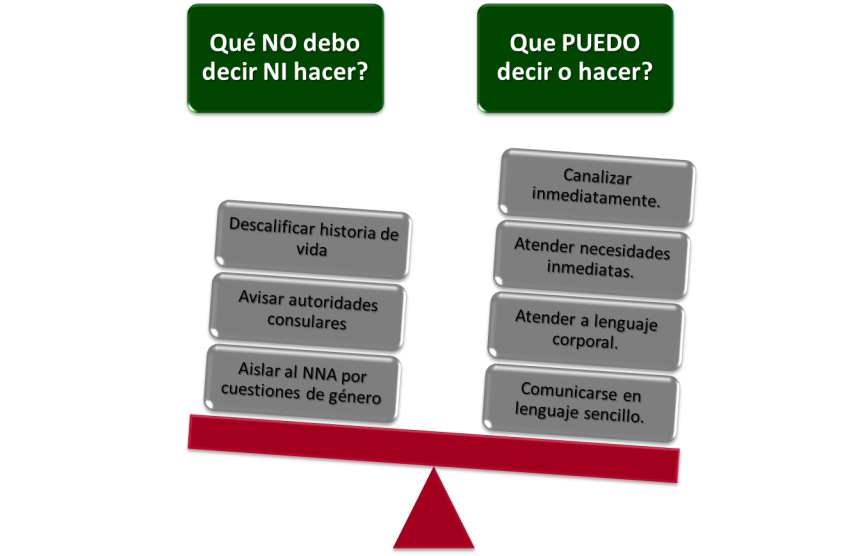 Qué NO debo
decir NI hacer?
Que PUEDO
decir o hacer?
Descalificar historia de
vida
Avisar autoridades
consulares
Aislar al NNA por
cuestiones de género
Canalizar
inmediatamente.
Atender necesidades
inmediatas.
Atender a lenguaje
corporal.
Comunicarse en
lenguaje sencillo.